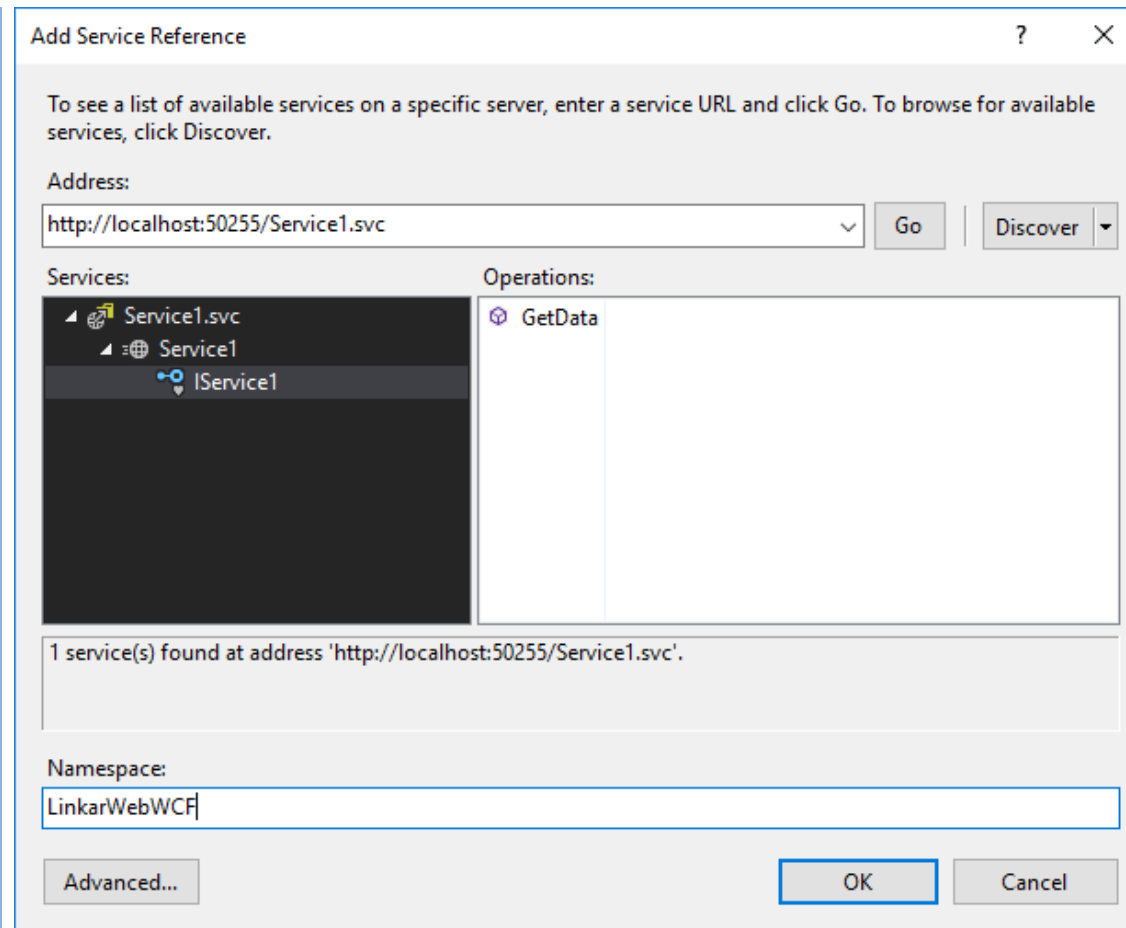 Add Service Reference
?
To see a list of available services on a specific server, enter a service URL and click Go. To browse for available
services, click Discover.
Address:
http://localhost:50255/Service1.svc
Go
Discover
Services:
Operations:
Service1.svc
Service1
IService1
GetData
1 service(s) found at address 'http://localhost:50255/Service1.svc'.
Namespace:
LinkarWebWCF
Advanced...
OK
Cancel